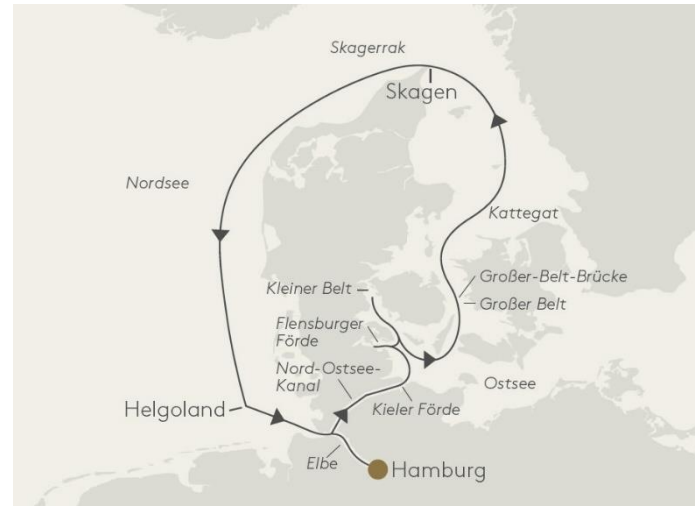 Skagerrak
Skagen
Nordsee
Kattegat
Großer-Belt-Brücke
Kleiner Belt
Großer Belt
Flensburger
Förde
Nord-Ostsee-
Kanal
Ostsee
Helgoland
Kieler Förde
Elbe
Hamburg